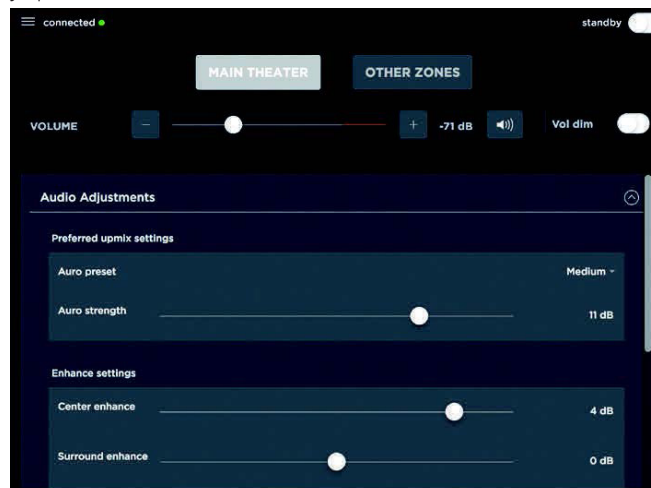 connected
standby
MAIN THEATER
OTHER ZONES
VOLUME
−
+
-71 dB
Vol dim
Audio Adjustments
Preferred upmix settings
Auro preset
Medium
Auro strength
11 dB
Enhance settings
Center enhance
4 dB
Surround enhance
0 dB